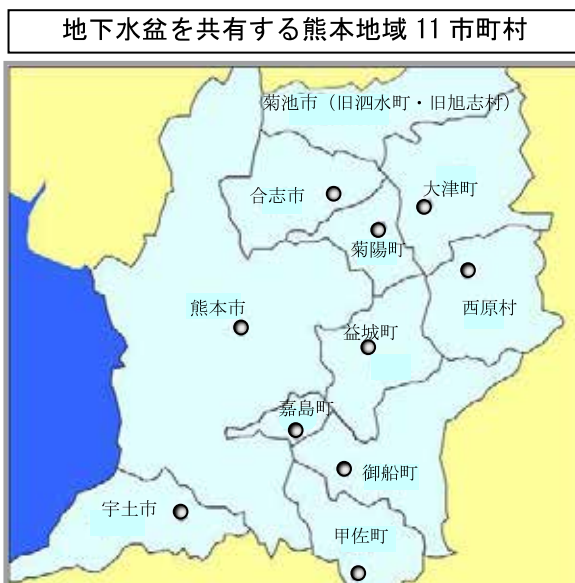 地下水盆を共有する熊本地域 11 市町村
菊池市（旧泗水町・旧旭志村）
合志市
大津町
菊陽町
西原村
熊本市
益城町
嘉島町
御船町
宇土市
甲佐町